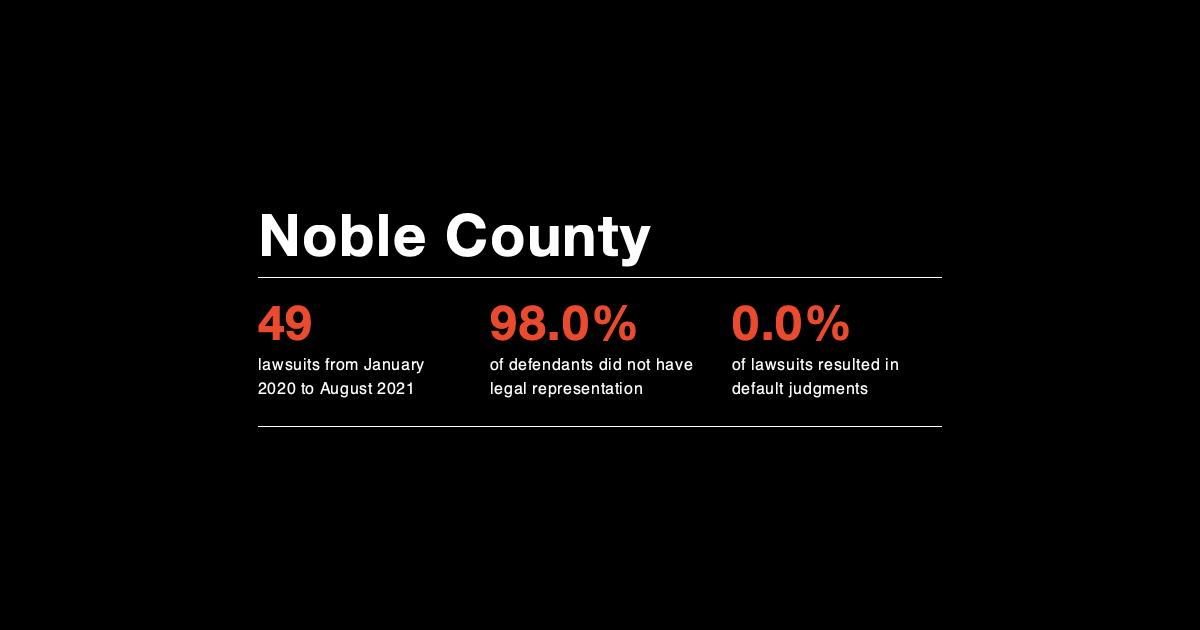 Noble County
49
lawsuits from January
2020 to August 2021
98.0%
of defendants did not have
legal representation
0.0%
of lawsuits resulted in
default judgments